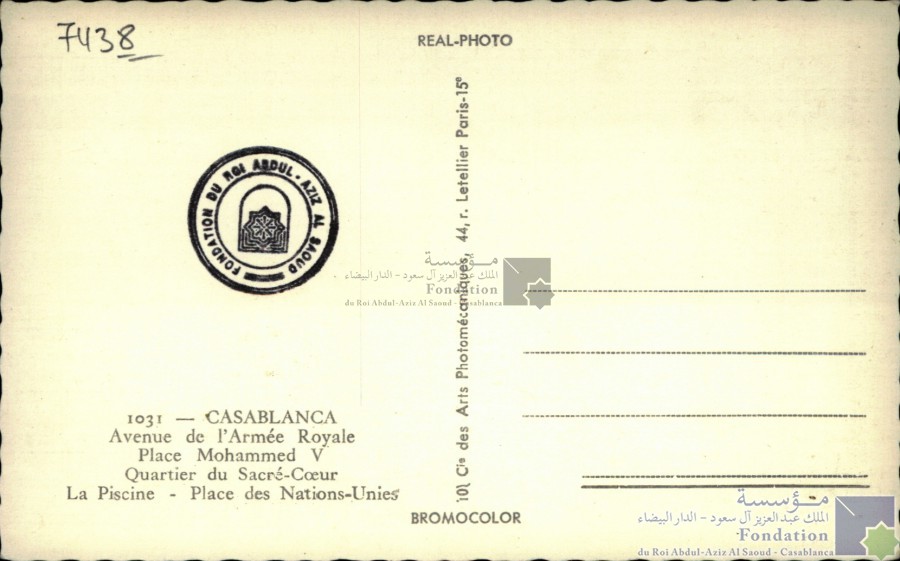 7438
REAL-PHOTO
FONDATION DU ROI ABDUL-AZIZ AL SAOUD
1031 — CASABLANCA
Avenue de l'Armée Royale
Place Mohammed V
Quartier du Sacré-Cœur
La Piscine - Place des Nations-Unies
Cie des Arts Photomécaniques, 44, r. Letellier Paris-15e
BROMOCOLOR
مؤسسة
الملك عبد العزيز آل سعود - الدار البيضاء
Fondation
du Roi Abdul-Aziz Al Saoud - Casablanca
مؤسسة
الملك عبد العزيز آل سعود - الدار البيضاء
Fondation
du Roi Abdul-Aziz Al Saoud - Casablanca